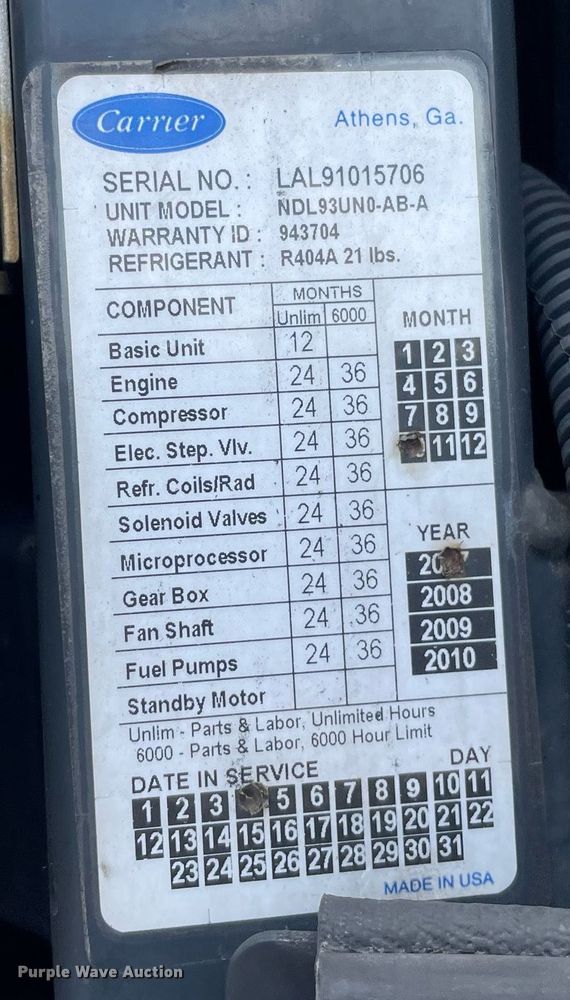 Carrier
Athens, Ga.
SERIAL NO. : LAL91015706
UNIT MODEL : NDL93UN0-AB-A
WARRANTY ID : 943704
REFRIGERANT : R404A 21 lbs.
COMPONENT MONTHS
Unlim 6000
Basic Unit 12
Engine 24 36
Compressor 24 36
Elec. Step. Vlv. 24 36
Refr. Coils/Rad 24 36
Solenoid Valves 24 36
Microprocessor 24 36
Gear Box 24 36
Fan Shaft 24 36
Fuel Pumps 24 36
Standby Motor
MONTH
1 2 3
4 5 6
7 8 9
11 12
YEAR
2008
2009
2010
Unlim - Parts & Labor, Unlimited Hours
6000 - Parts & Labor, 6000 Hour Limit
DATE IN SERVICE DAY
1 2 3 5 6 7 8 9 10 11
12 13 14 15 16 17 18 19 20 21 22
23 24 25 26 27 28 29 30 31
MADE IN USA
Purple Wave Auction